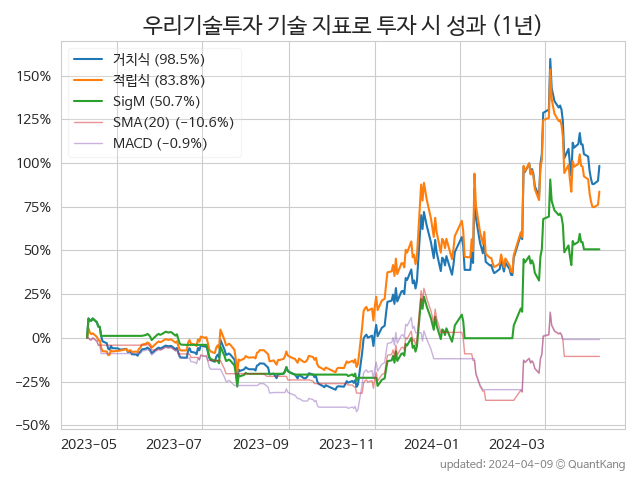 우리기술투자 기술 지표로 투자 시 성과 (1년)
거치식 (98.5%)
적립식 (83.8%)
SigM (50.7%)
SMA(20) (−10.6%)
MACD (−0.9%)
150%
125%
100%
75%
50%
25%
0%
−25%
−50%
2023-05 2023-07 2023-09 2023-11 2024-01 2024-03
updated: 2024-04-09 © QuantKang